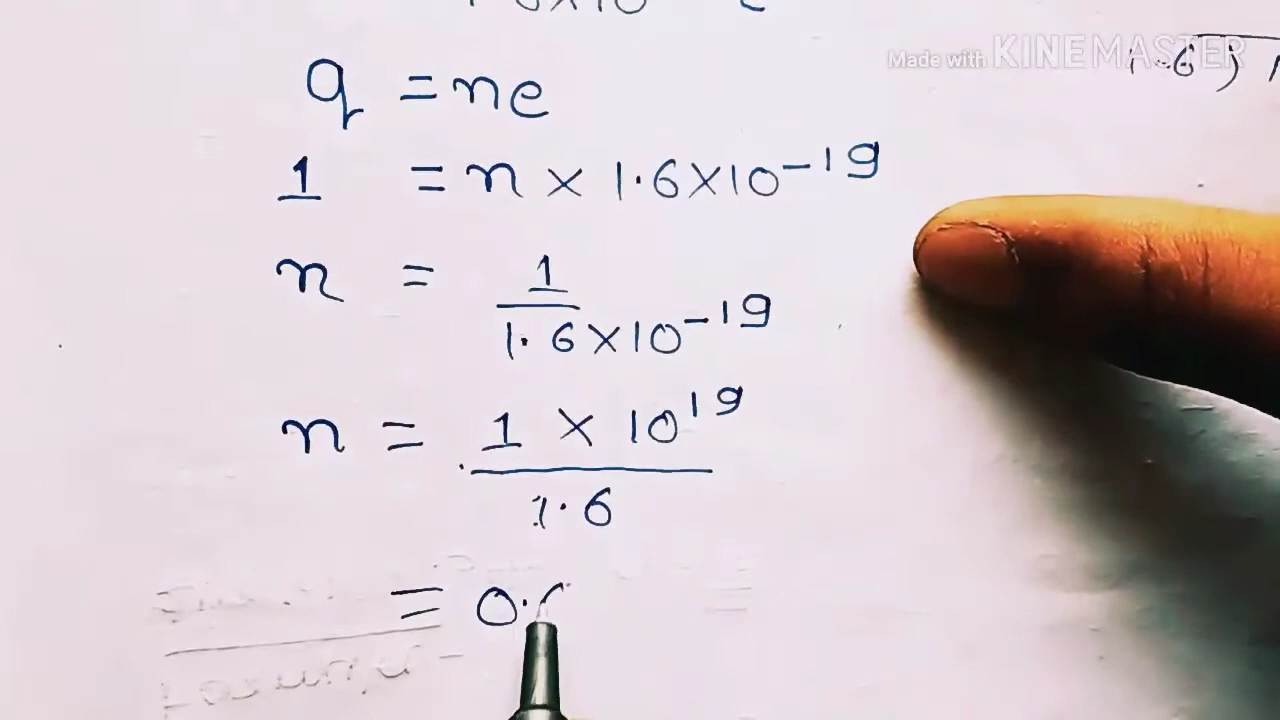 Made with KINEMASTER
q = ne
1 = n × 1.6×10⁻¹⁹
n = 1 / 1.6×10⁻¹⁹
n = 1 × 10¹⁹ / 1.6
= 0.